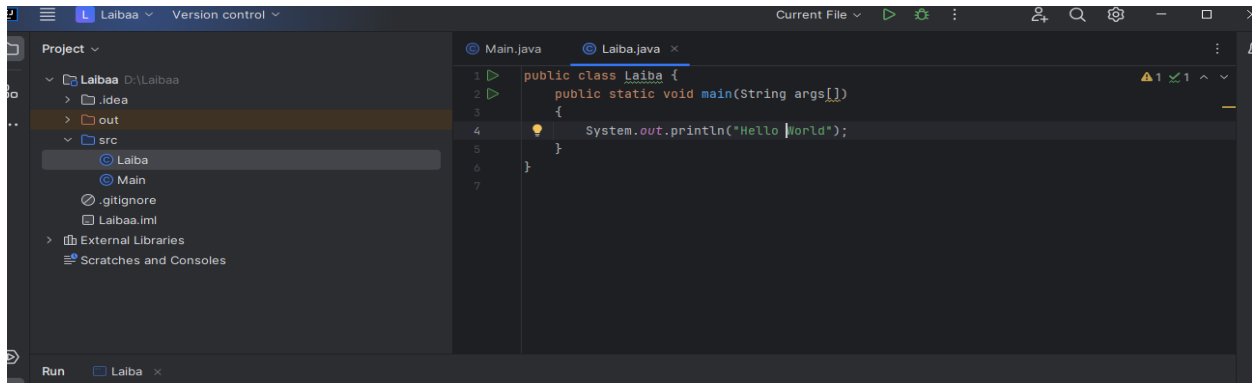 L Laibaa Version control Current File
Project
Main.java Laiba.java
Laibaa D:\Laibaa
.idea
out
src
Laiba
Main
.gitignore
Laibaa.iml
External Libraries
Scratches and Consoles
1 public class Laiba {
2 public static void main(String args[])
3 {
4 System.out.println("Hello World");
5 }
6 }
7
1 1
Run Laiba